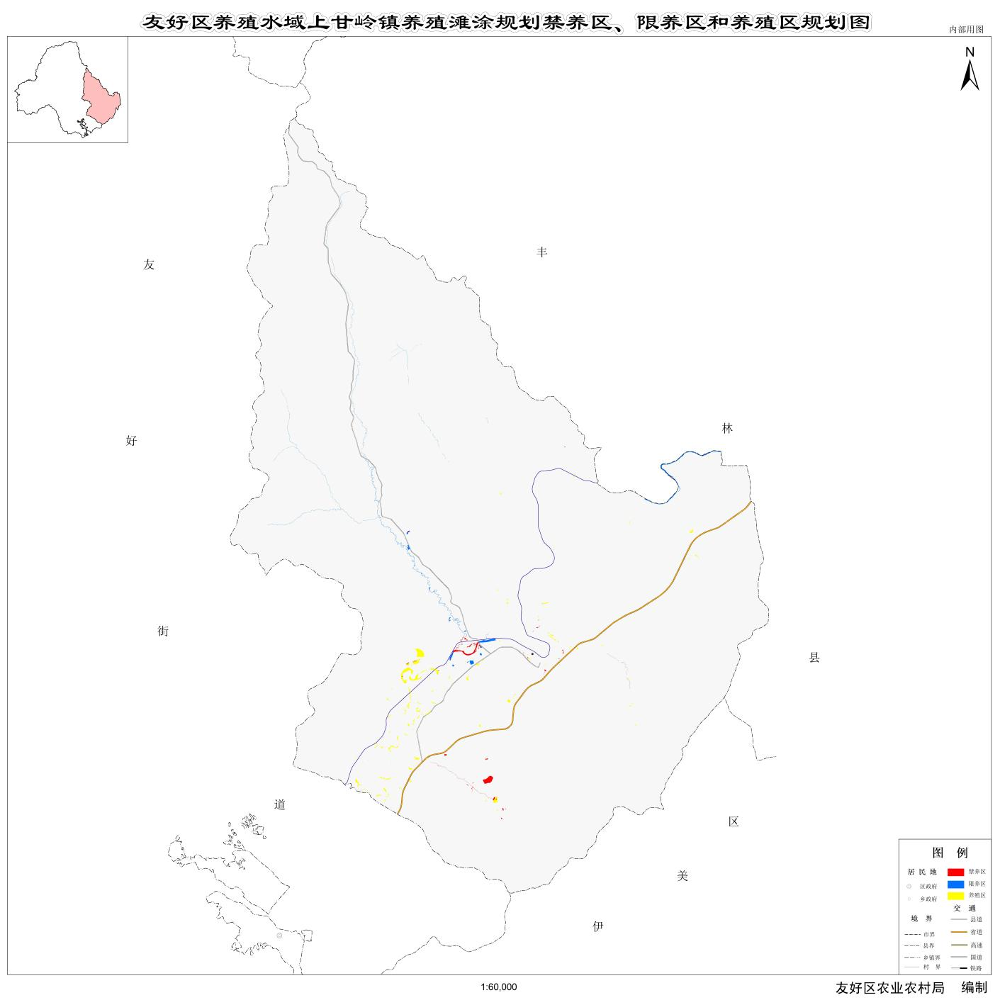 友好区养殖水域上甘岭镇养殖滩涂规划禁养区、限养区和养殖区规划图
内部用图
N
丰
友
林
好
街
县
道
区
美
伊
图 例
居 民 地
区政府
乡政府
禁养区
限养区
养殖区
境 界
市界
县界
乡镇界
村 界
交 通
县道
省道
高速
国道
铁路
1:60,000
友好区农业农村局 编制